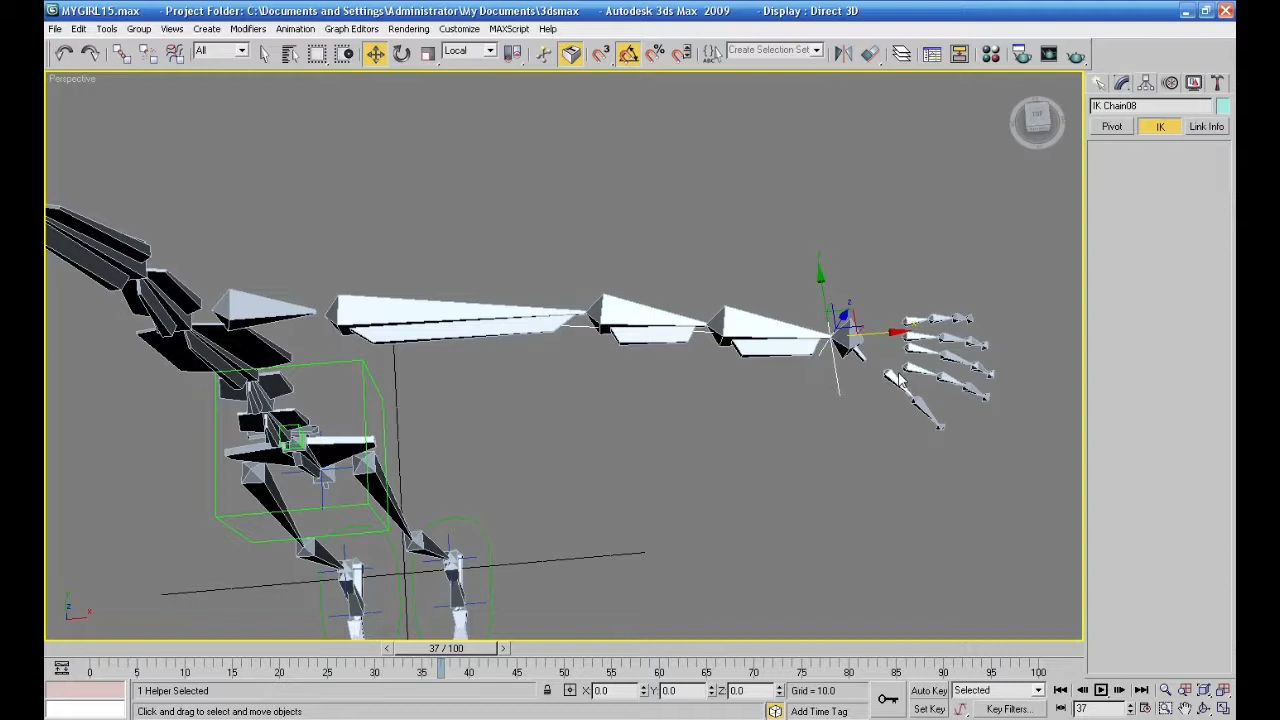 MYGIRL15.max - Project Folder: C:\Documents and Settings\Administrator\My Documents\3dsmax - Autodesk 3ds Max 2009 - Display : Direct 3D
File Edit Tools Group Views Create Modifiers Animation Graph Editors Rendering Customize MAXScript Help
All Local Create Selection Set
Perspective
TOP
IK Chain08
Pivot IK Link Info
z
y z x
37 / 100
0 5 10 15 20 25 30 35 40 45 50 55 60 65 70 75 80 85 90 95 100
1 Helper Selected X: 0.0 Y: 0.0 Z: 0.0 Grid = 10.0 Auto Key Selected
Click and drag to select and move objects Add Time Tag Set Key Key Filters... 37